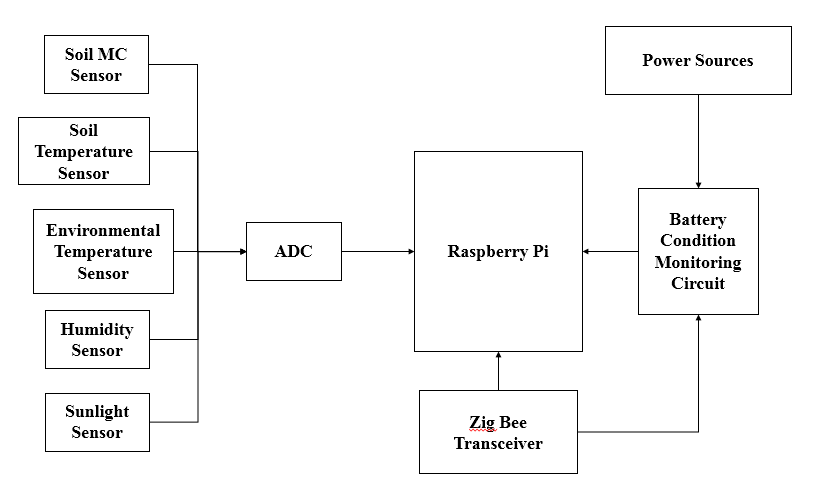 Soil MC
Sensor
Soil
Temperature
Sensor
Environmental
Temperature
Sensor
Humidity
Sensor
Sunlight
Sensor
ADC
Raspberry Pi
Zig Bee
Transceiver
Power Sources
Battery
Condition
Monitoring
Circuit